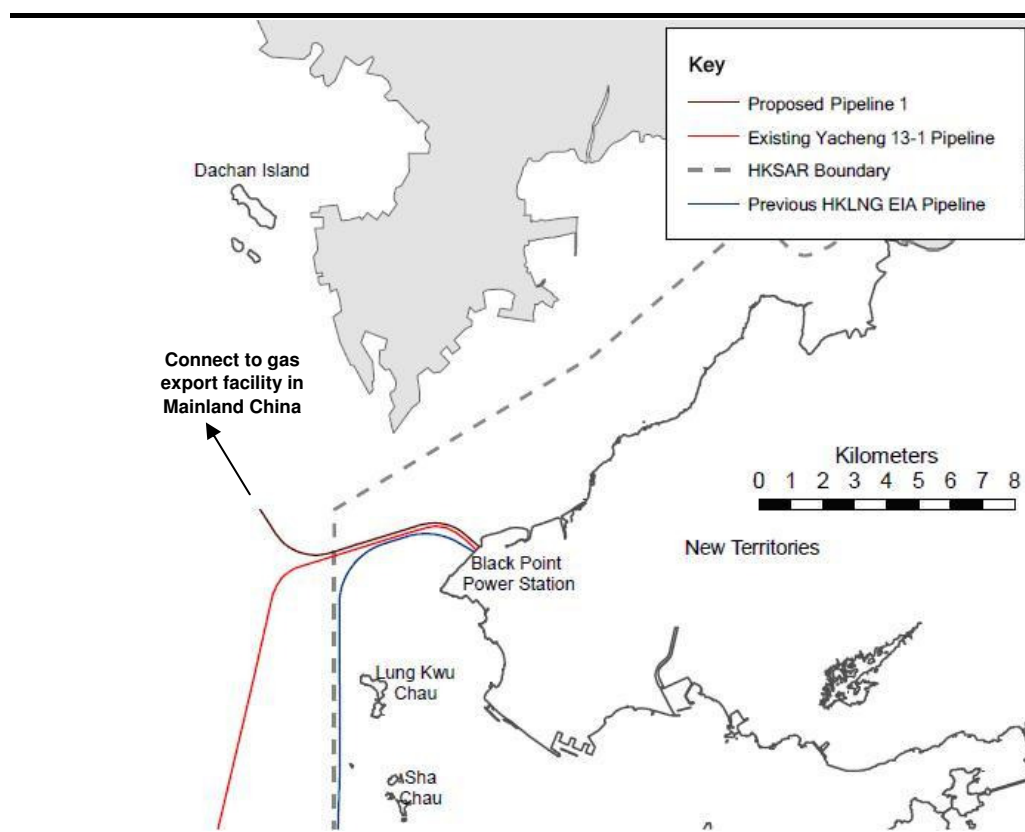 Key
Proposed Pipeline 1
Existing Yacheng 13-1 Pipeline
HKSAR Boundary
Previous HKLNG EIA Pipeline
Dachan Island
Connect to gas
export facility in
Mainland China
Kilometers
0 1 2 3 4 5 6 7 8
New Territories
Black Point
Power Station
Lung Kwu
Chau
Sha
Chau